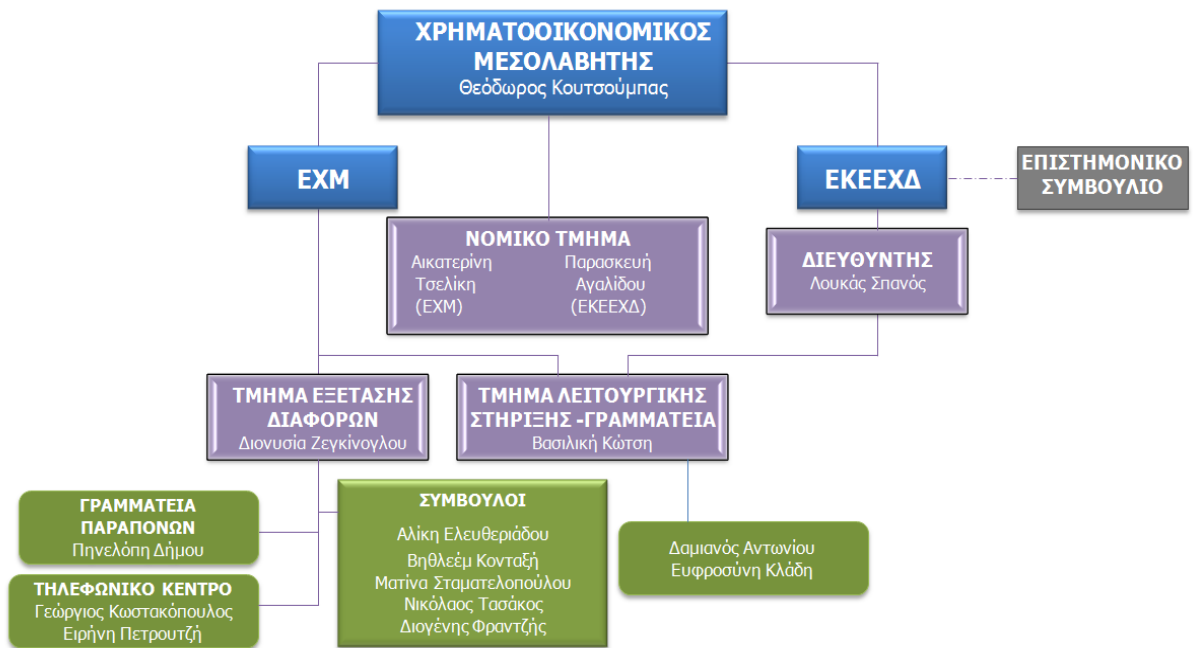 ΧΡΗΜΑΤΟΟΙΚΟΝΟΜΙΚΟΣ
ΜΕΣΟΛΑΒΗΤΗΣ
Θεόδωρος Κουτσούμπας
ΕΧΜ
ΕΚΕΕΧΔ
ΕΠΙΣΤΗΜΟΝΙΚΟ
ΣΥΜΒΟΥΛΙΟ
ΝΟΜΙΚΟ ΤΜΗΜΑ
Αικατερίνη Παρασκευή
Τσελίκη Αγαλίδου
(ΕΧΜ) (ΕΚΕΕΧΔ)
ΔΙΕΥΘΥΝΤΗΣ
Λουκάς Σπανός
ΤΜΗΜΑ ΕΞΕΤΑΣΗΣ
ΔΙΑΦΟΡΩΝ
Διονυσία Ζεγκίνογλου
ΤΜΗΜΑ ΛΕΙΤΟΥΡΓΙΚΗΣ
ΣΤΗΡΙΞΗΣ -ΓΡΑΜΜΑΤΕΙΑ
Βασιλική Κώτση
ΓΡΑΜΜΑΤΕΙΑ
ΠΑΡΑΠΟΝΩΝ
Πηνελόπη Δήμου
ΤΗΛΕΦΩΝΙΚΟ ΚΕΝΤΡΟ
Γεώργιος Κωστακόπουλος
Ειρήνη Πετρουτζή
ΣΥΜΒΟΥΛΟΙ
Αλίκη Ελευθεριάδου
Βηθλεέμ Κονταξή
Ματίνα Σταματελοπούλου
Νικόλαος Τασάκος
Διογένης Φραντζής
Δαμιανός Αντωνίου
Ευφροσύνη Κλάδη